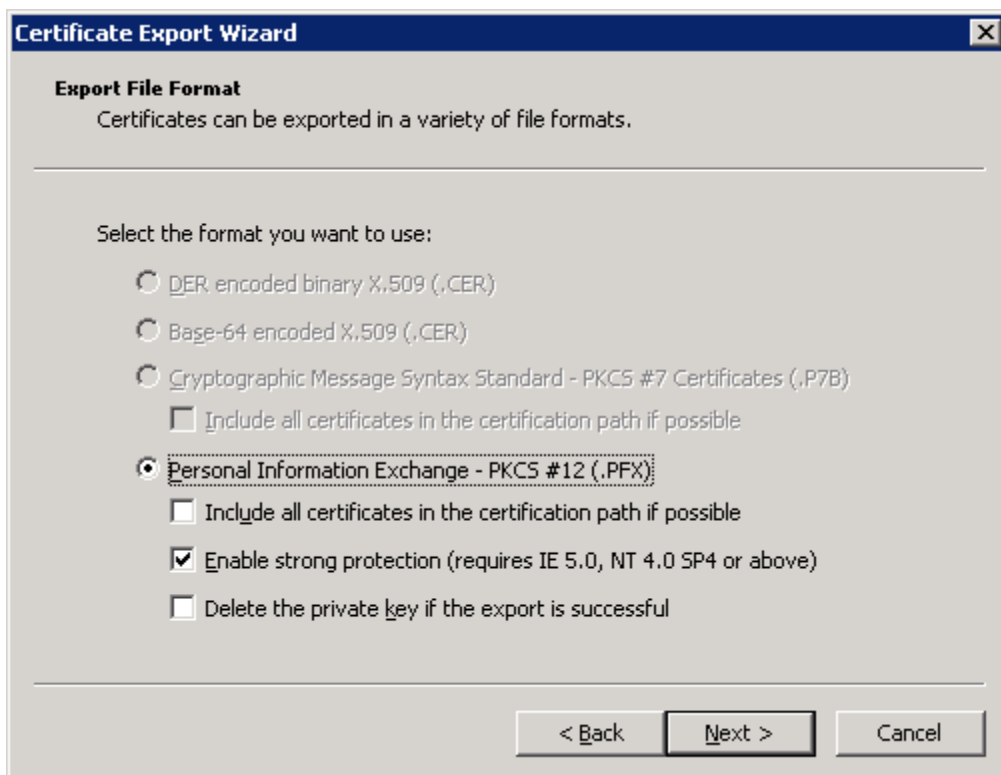 Certificate Export Wizard
Export File Format
Certificates can be exported in a variety of file formats.
Select the format you want to use:
DER encoded binary X.509 (.CER)
Base-64 encoded X.509 (.CER)
Cryptographic Message Syntax Standard - PKCS #7 Certificates (.P7B)
Include all certificates in the certification path if possible
Personal Information Exchange - PKCS #12 (.PFX)
Include all certificates in the certification path if possible
Enable strong protection (requires IE 5.0, NT 4.0 SP4 or above)
Delete the private key if the export is successful
< Back Next > Cancel